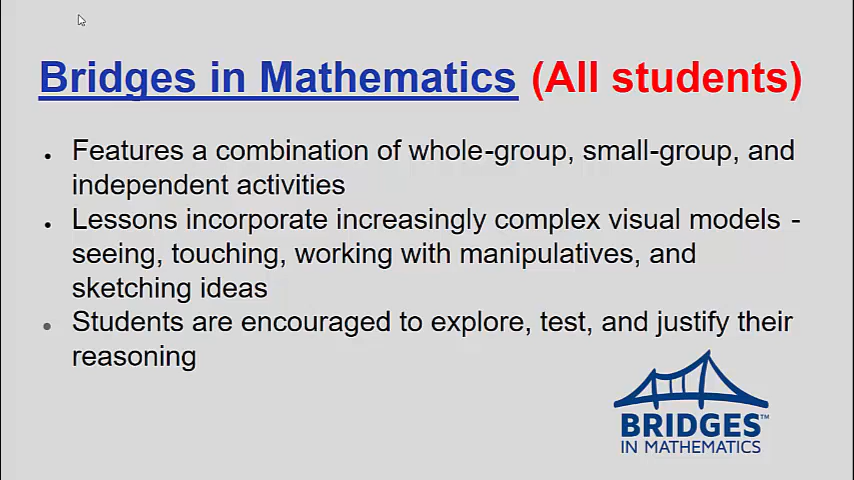 Bridges in Mathematics (All students)
• Features a combination of whole-group, small-group, and
independent activities
• Lessons incorporate increasingly complex visual models -
seeing, touching, working with manipulatives, and
sketching ideas
• Students are encouraged to explore, test, and justify their
reasoning
BRIDGES™
IN MATHEMATICS